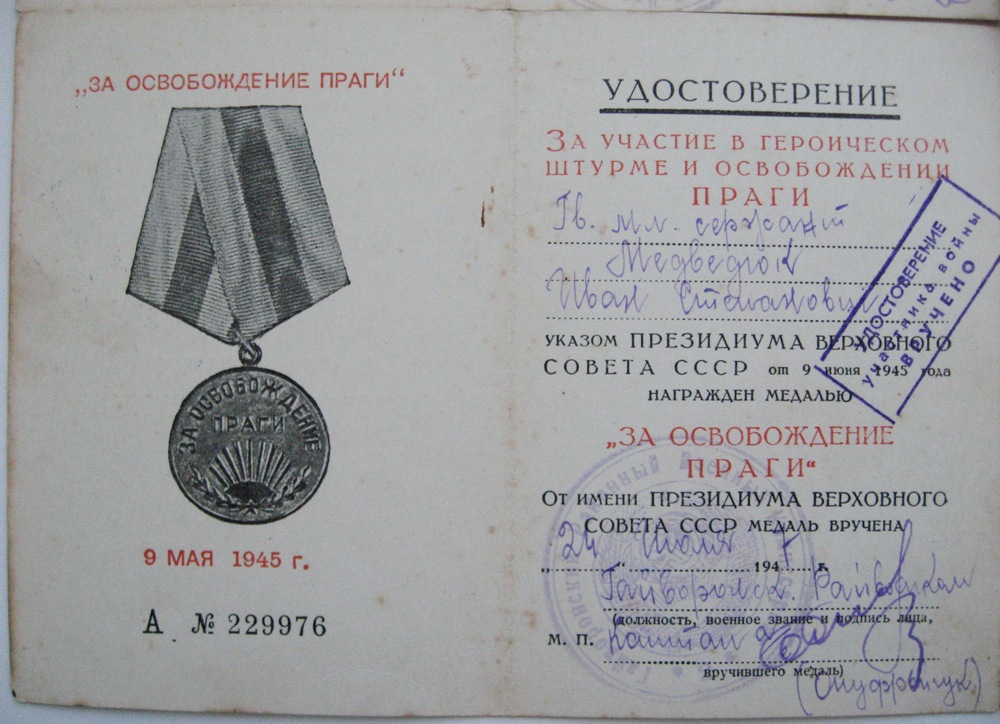 „ЗА ОСВОБОЖДЕНИЕ ПРАГИ“
ЗА ОСВОБОЖДЕНИЕ
ПРАГИ
9 МАЯ 1945 г.
А № 229976
УДОСТОВЕРЕНИЕ
ЗА УЧАСТИЕ В ГЕРОИЧЕСКОМ
ШТУРМЕ И ОСВОБОЖДЕНИИ
ПРАГИ
Гв. мл. сержант
Медведюк
Иван Степанович
УКАЗОМ ПРЕЗИДИУМА ВЕРХОВНОГО
СОВЕТА СССР от 9 июня 1945 года
НАГРАЖДЕН МЕДАЛЬЮ
УДОСТОВЕРЕНИЕ
участника войны
ВРУЧЕНО
„ЗА ОСВОБОЖДЕНИЕ
ПРАГИ“
ОТ ИМЕНИ ПРЕЗИДИУМА ВЕРХОВНОГО
СОВЕТА СССР МЕДАЛЬ ВРУЧЕНА
„24“ июля 194 г.
Гайворонск Райвоенком
(должность, военное звание и подпись лица,
М. П. Капитан
вручившего медаль)